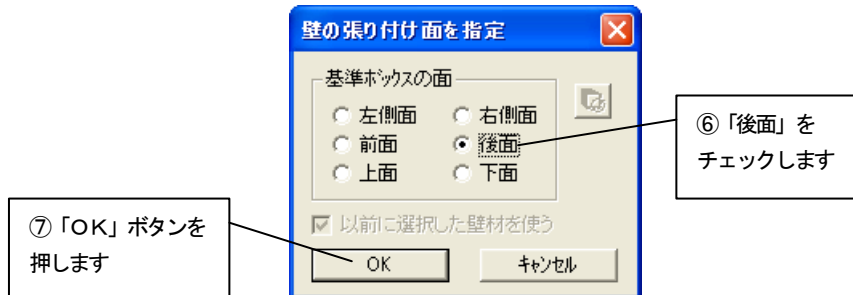 壁の張り付け面を指定
基準ﾎﾞｯｸｽの面
左側面 右側面
前面 後面
上面 下面
⑥「後面」を
チェックします
以前に選択した壁材を使う
⑦「ＯＫ」ボタンを
押します
OK ｷｬﾝｾﾙ